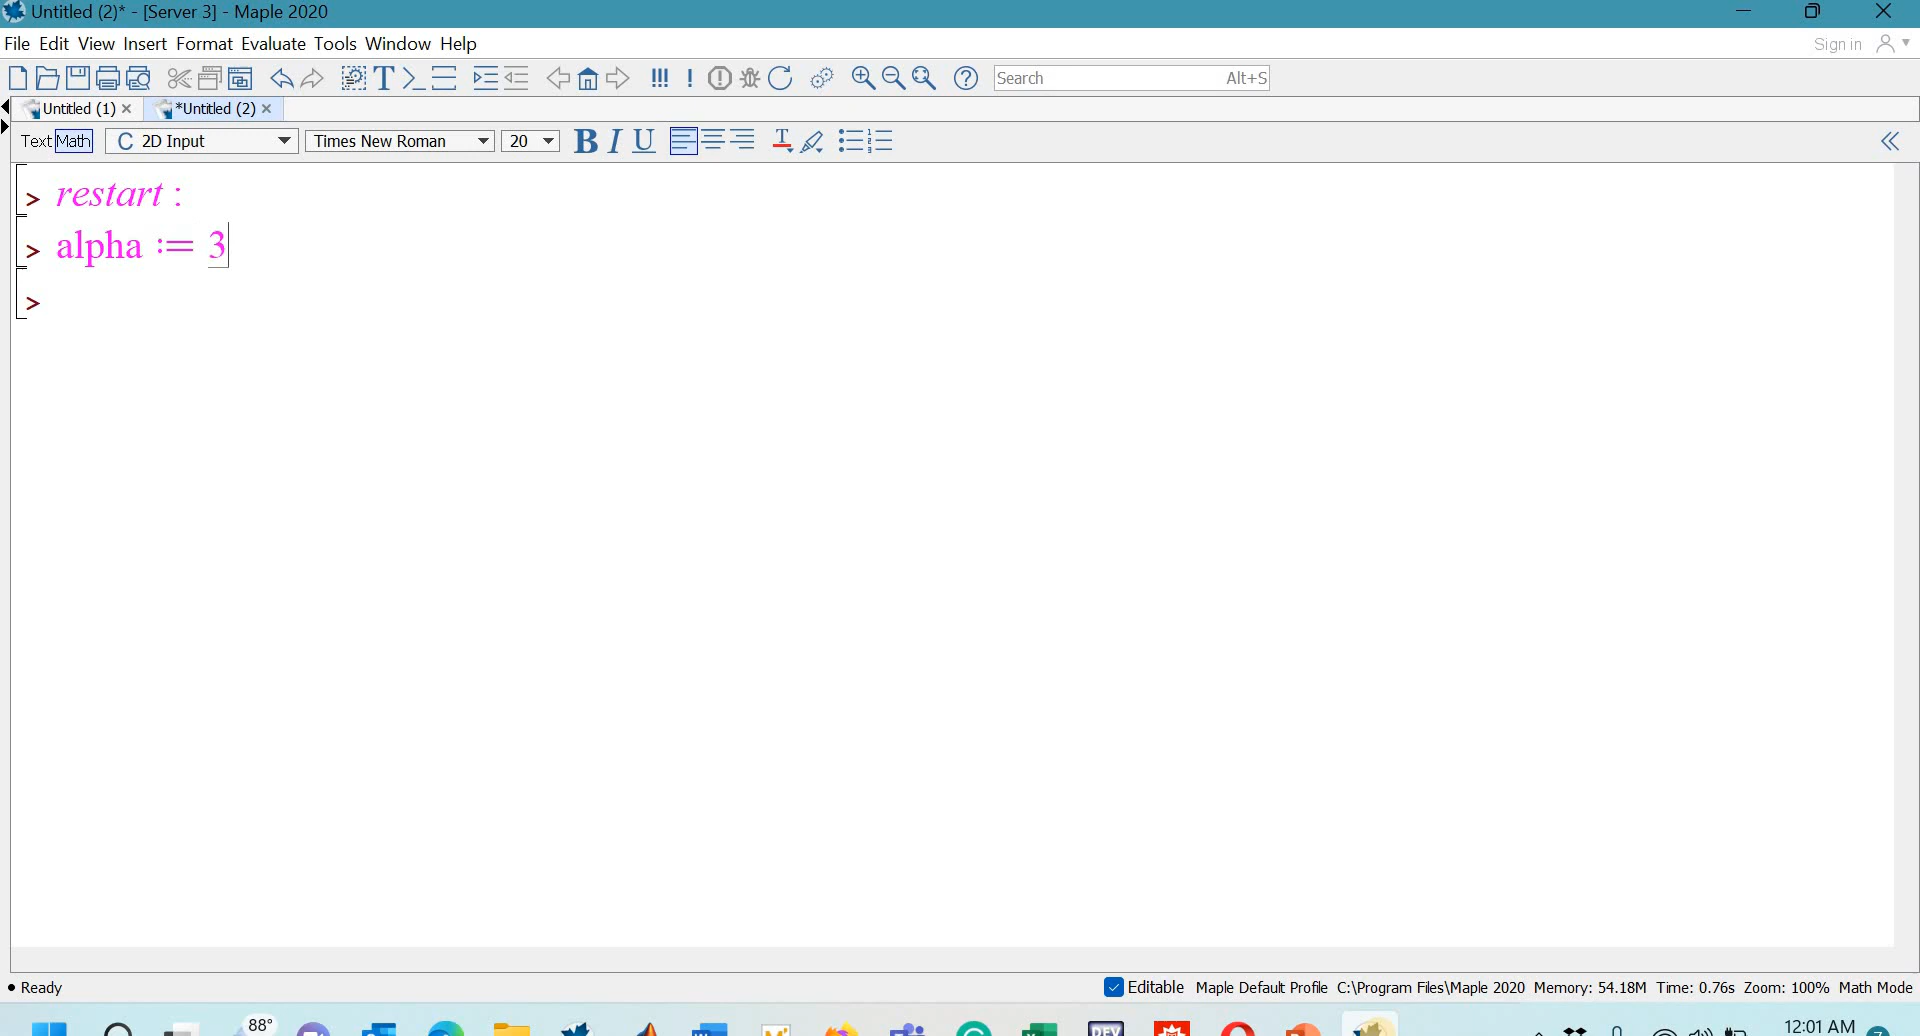 Untitled (2)* - [Server 3] - Maple 2020
File Edit View Insert Format Evaluate Tools Window Help
Sign in
Search Alt+S
Untitled (1) *Untitled (2)
Text Math C 2D Input Times New Roman 20 B I U
> restart :
> alpha := 3
>
Ready
Editable Maple Default Profile C:\Program Files\Maple 2020 Memory: 54.18M Time: 0.76s Zoom: 100% Math Mode
88° DEV 12:01 AM